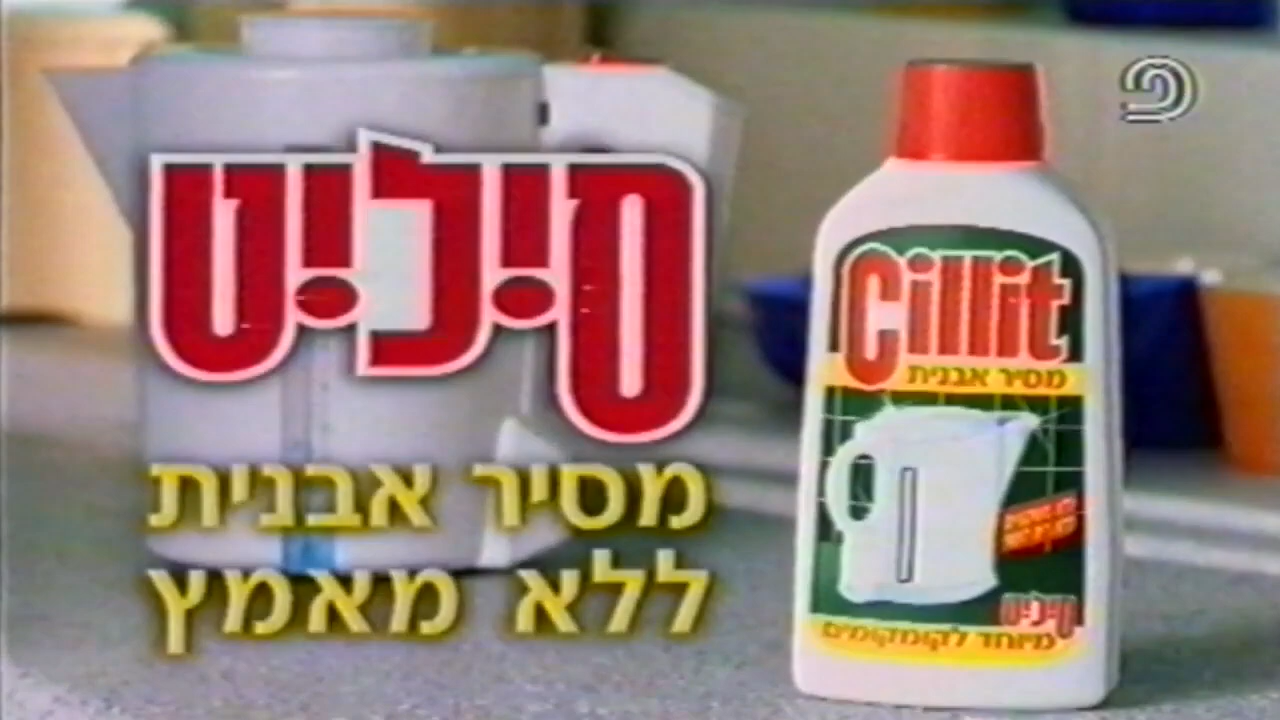 סיליט
מסיר אבנית
ללא מאמץ
Cillit
מסיר אבנית
סיליט
מיוחד לקומקומים